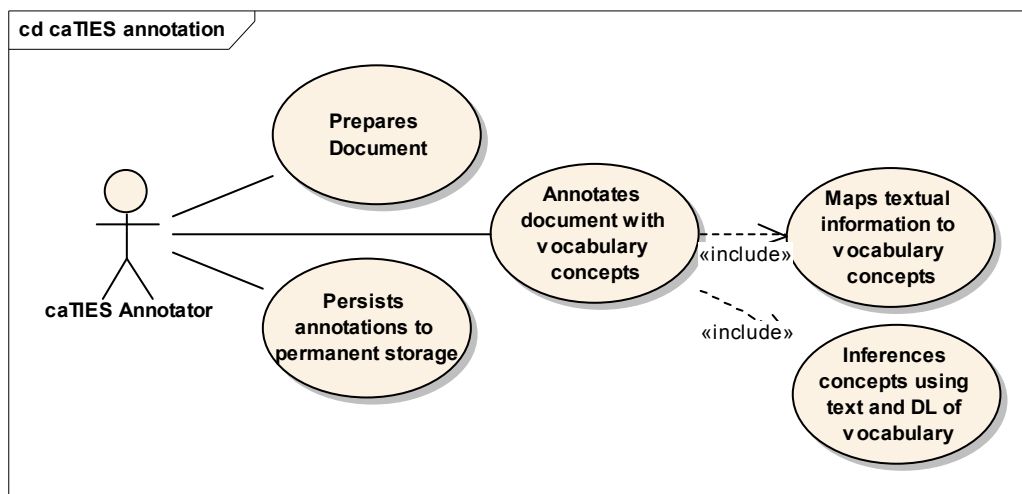 cd caTIES annotation
Prepares
Document
Annotates
document with
vocabulary
concepts
Maps textual
information to
vocabulary
concepts
«include»
caTIES Annotator
Persists
annotations to
permanent storage
«include»
Inferences
concepts using
text and DL of
vocabulary